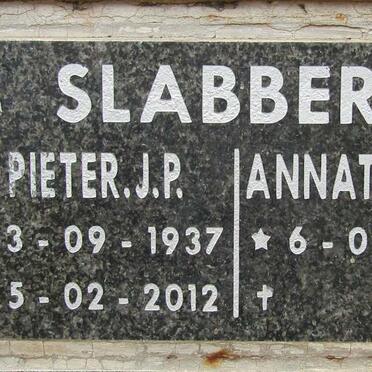 SLABBER
PIETER.J.P. ANNAT
3-09-1937 6-0
5-02-2012